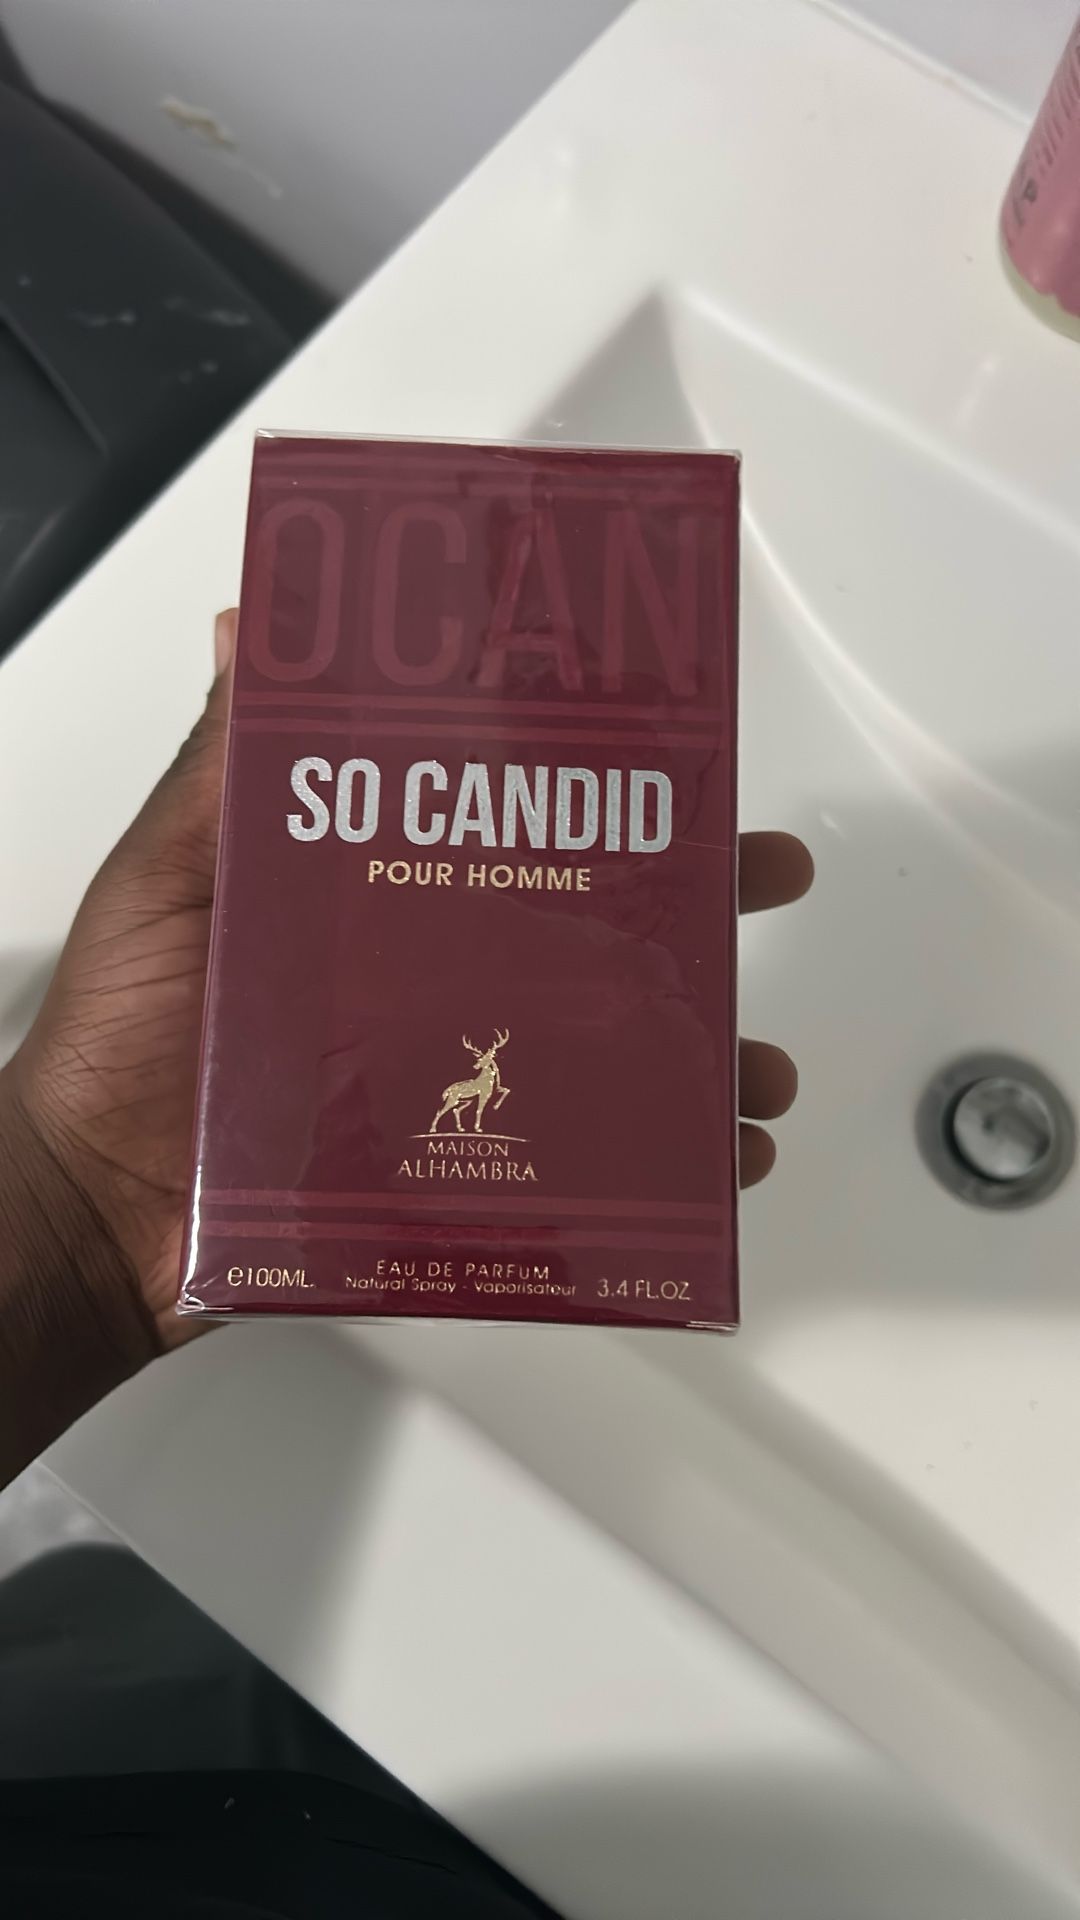 OCAN
SO CANDID
POUR HOMME
MAISON
ALHAMBRA
EAU DE PARFUM
e100ML. Natural Spray - Vaporisateur 3.4 FL.OZ